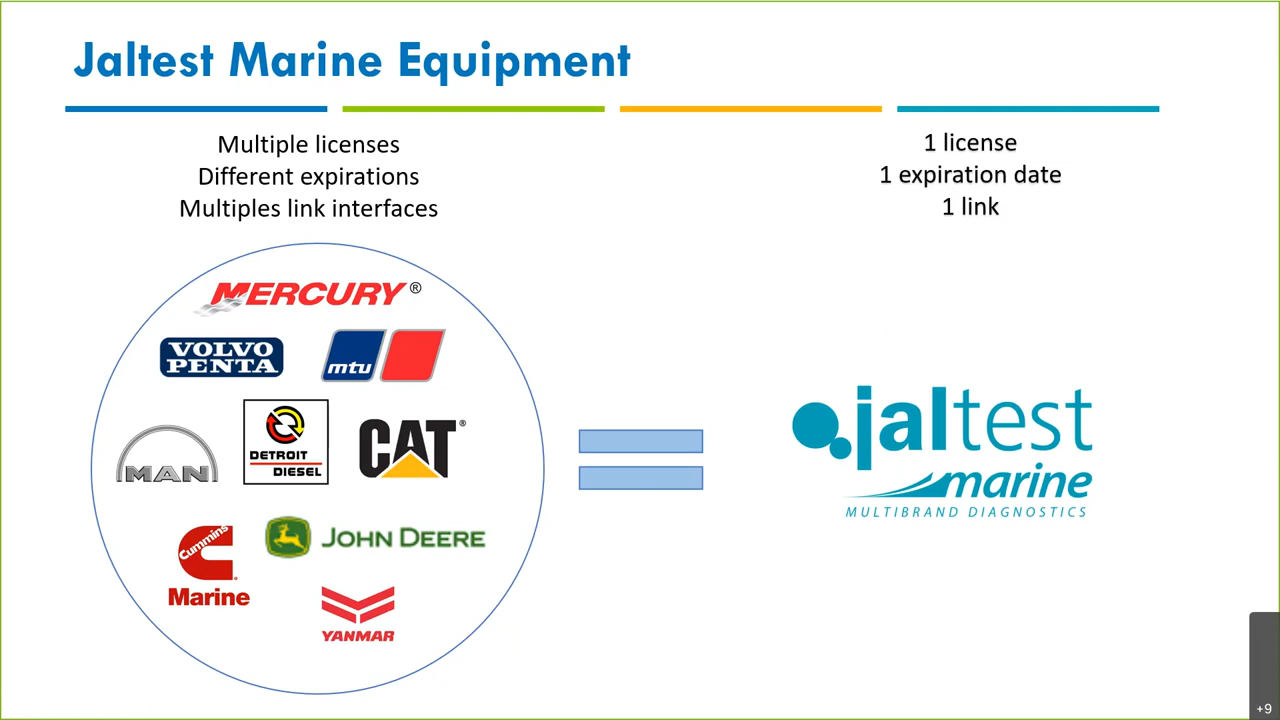 Jaltest Marine Equipment
Multiple licenses
Different expirations
Multiples link interfaces
1 license
1 expiration date
1 link
MERCURY®
VOLVO
PENTA
mtu
MAN
DETROIT
DIESEL
CAT®
Cummins
Marine
JOHN DEERE
YANMAR
jaltest
marine
MULTIBRAND DIAGNOSTICS
+9